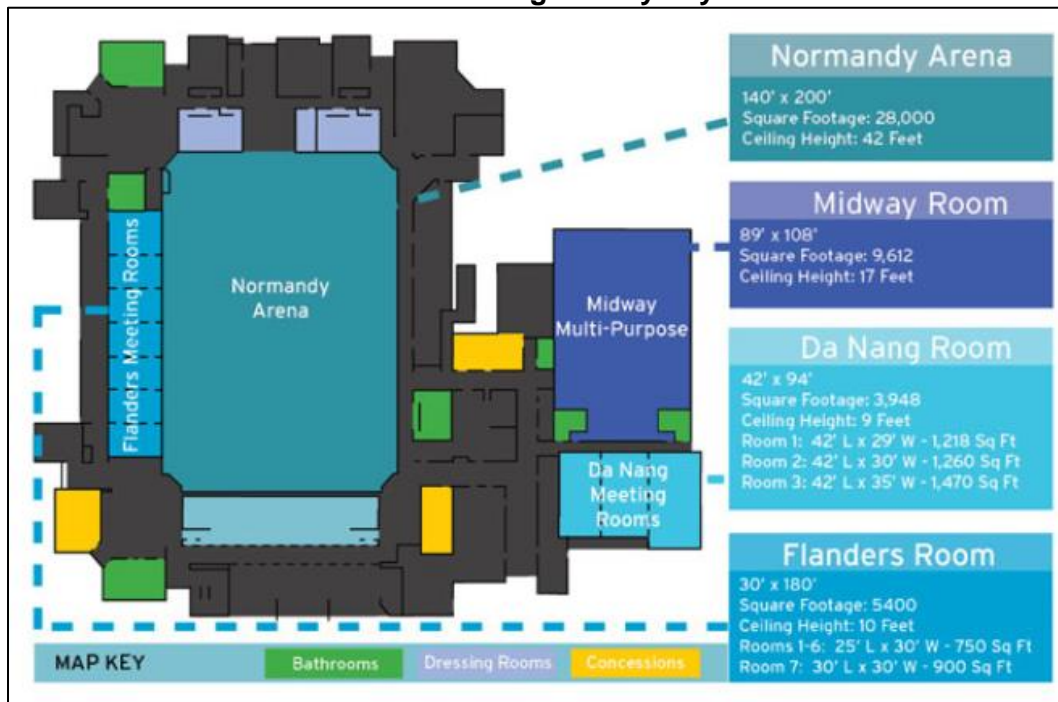 Normandy Arena
140' x 200'
Square Footage: 28,000
Ceiling Height: 42 Feet
Midway Room
89' x 108'
Square Footage: 9,612
Ceiling Height: 17 Feet
Da Nang Room
42' x 94'
Square Footage: 3,948
Ceiling Height: 9 Feet
Room 1: 42' L x 29' W - 1,218 Sq Ft
Room 2: 42' L x 30' W - 1,260 Sq Ft
Room 3: 42' L x 35' W - 1,470 Sq Ft
Flanders Room
30' x 180'
Square Footage: 5400
Ceiling Height: 10 Feet
Rooms 1-6: 25' L x 30' W - 750 Sq Ft
Room 7: 30' L x 30' W - 900 Sq Ft
Flanders Meeting Rooms
Normandy
Arena
Midway
Multi-Purpose
Da Nang
Meeting
Rooms
MAP KEY
Bathrooms
Dressing Rooms
Concessions